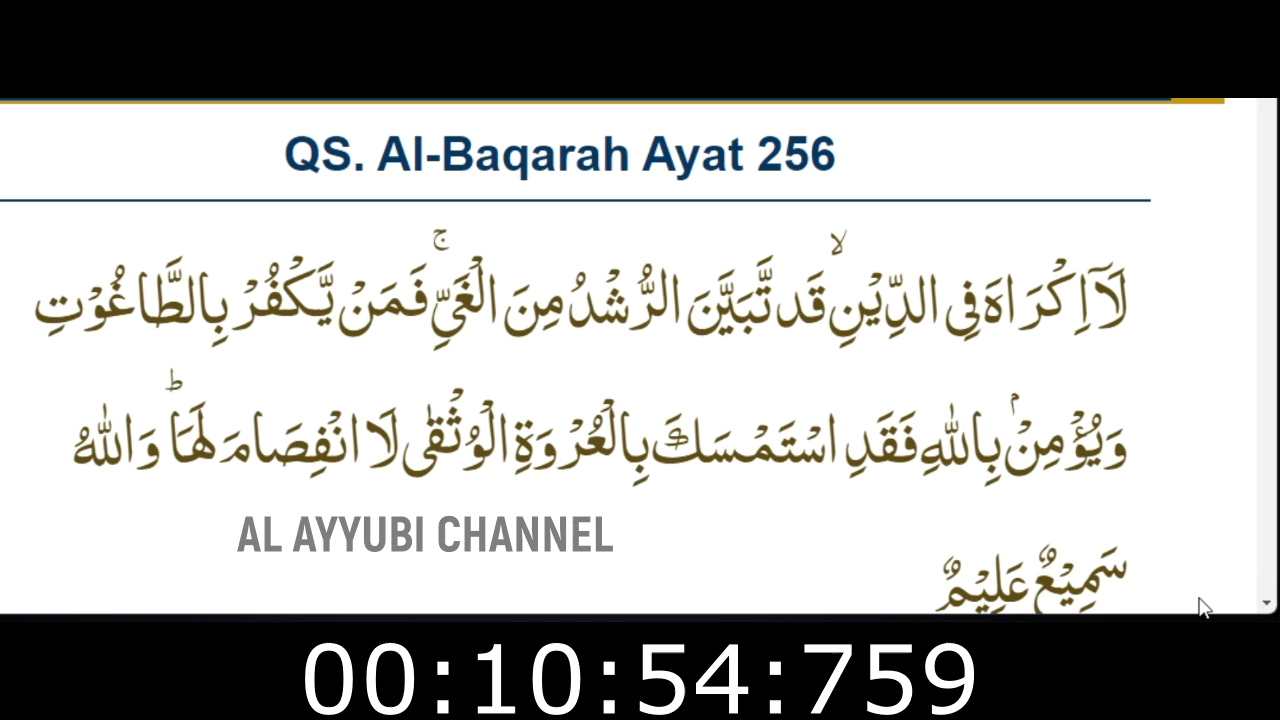 QS. Al-Baqarah Ayat 256
لَآ اِكْرَاهَ فِى الدِّيْنِۙ قَدْ تَّبَيَّنَ الرُّشْدُ مِنَ الْغَيِّۚ فَمَنْ يَّكْفُرْ بِالطَّاغُوْتِ
وَيُؤْمِنْۢ بِاللّٰهِ فَقَدِ اسْتَمْسَكَ بِالْعُرْوَةِ الْوُثْقٰى لَا انْفِصَامَ لَهَاۗ وَاللّٰهُ
AL AYYUBI CHANNEL
سَمِيْعٌ عَلِيْمٌ
00:10:54:759